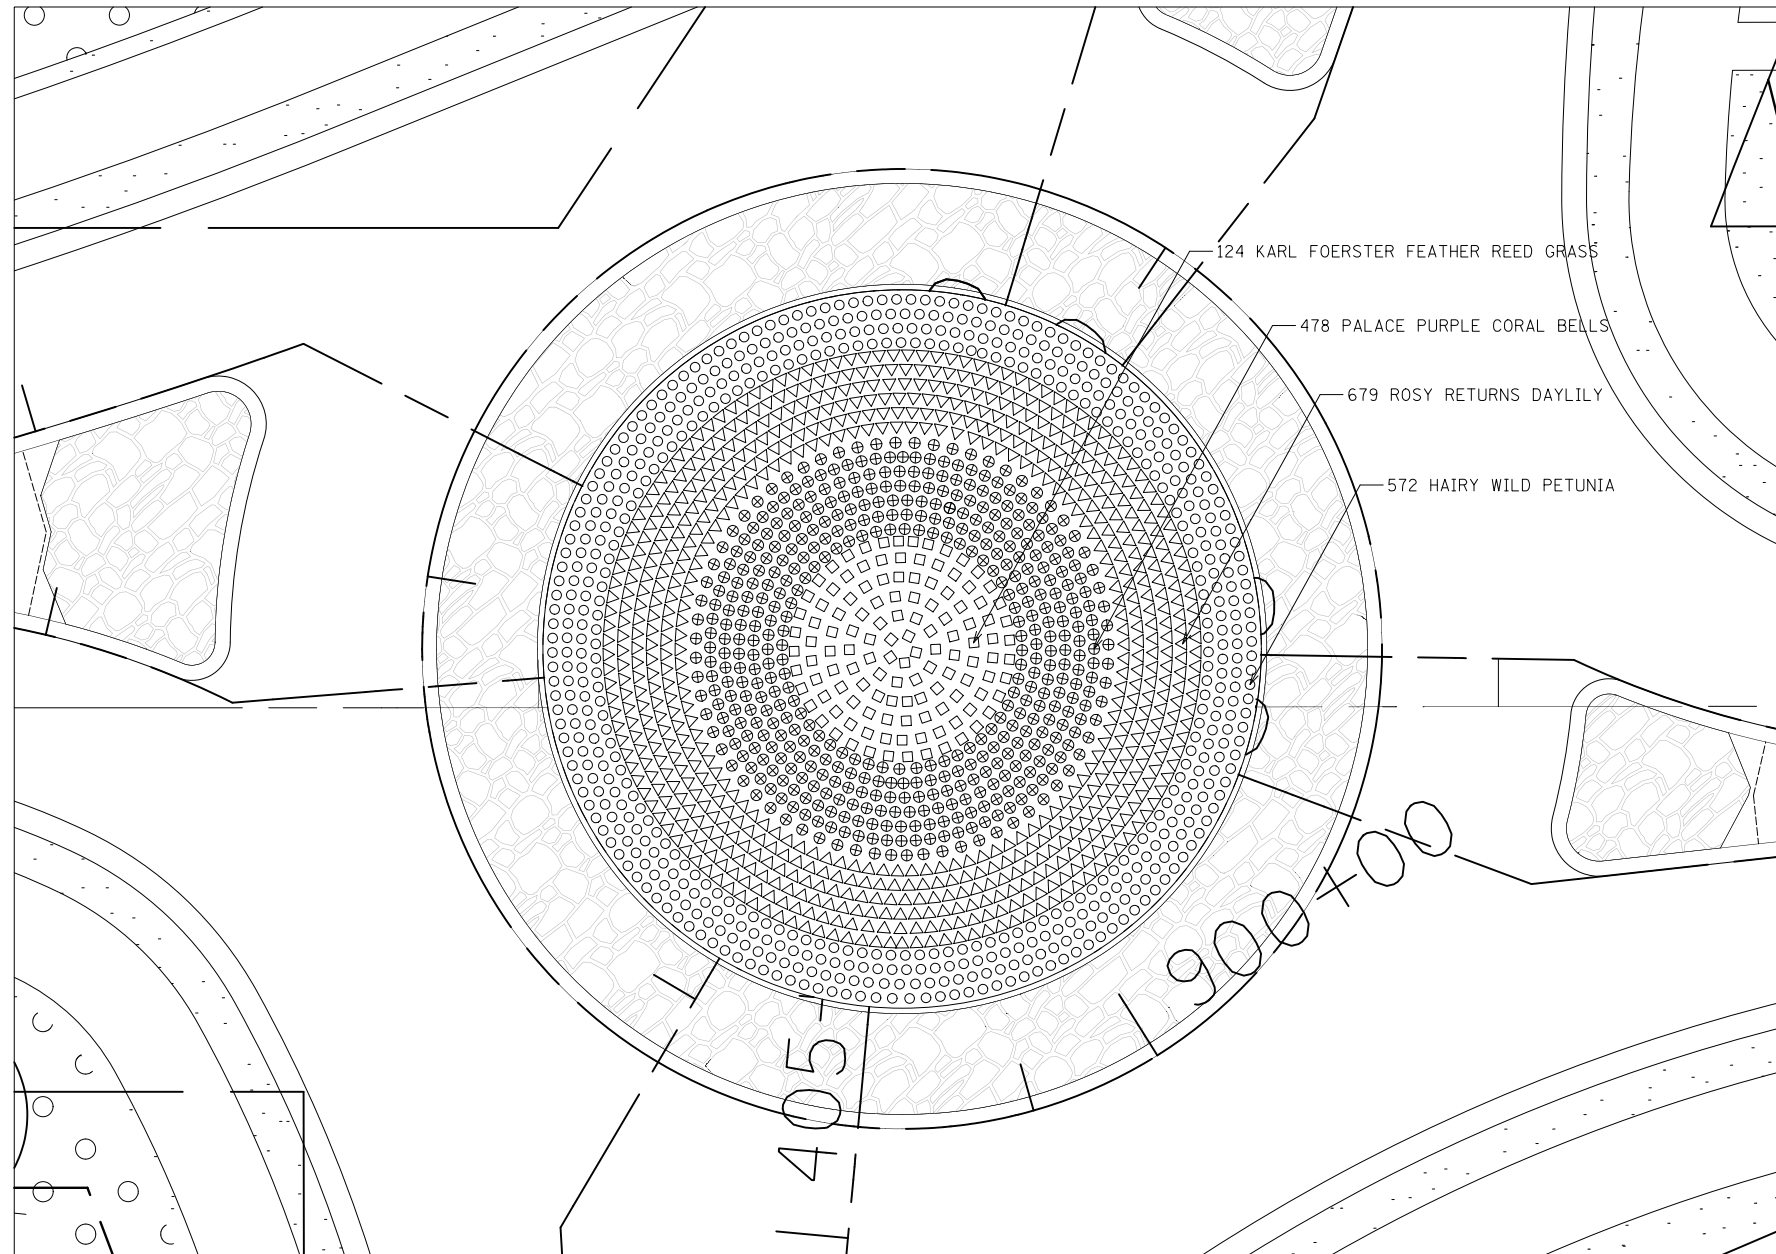 124 KARL FOERSTER FEATHER REED GRASS
478 PALACE PURPLE CORAL BELLS
679 ROSY RETURNS DAYLILY
572 HAIRY WILD PETUNIA
900+00
1405+